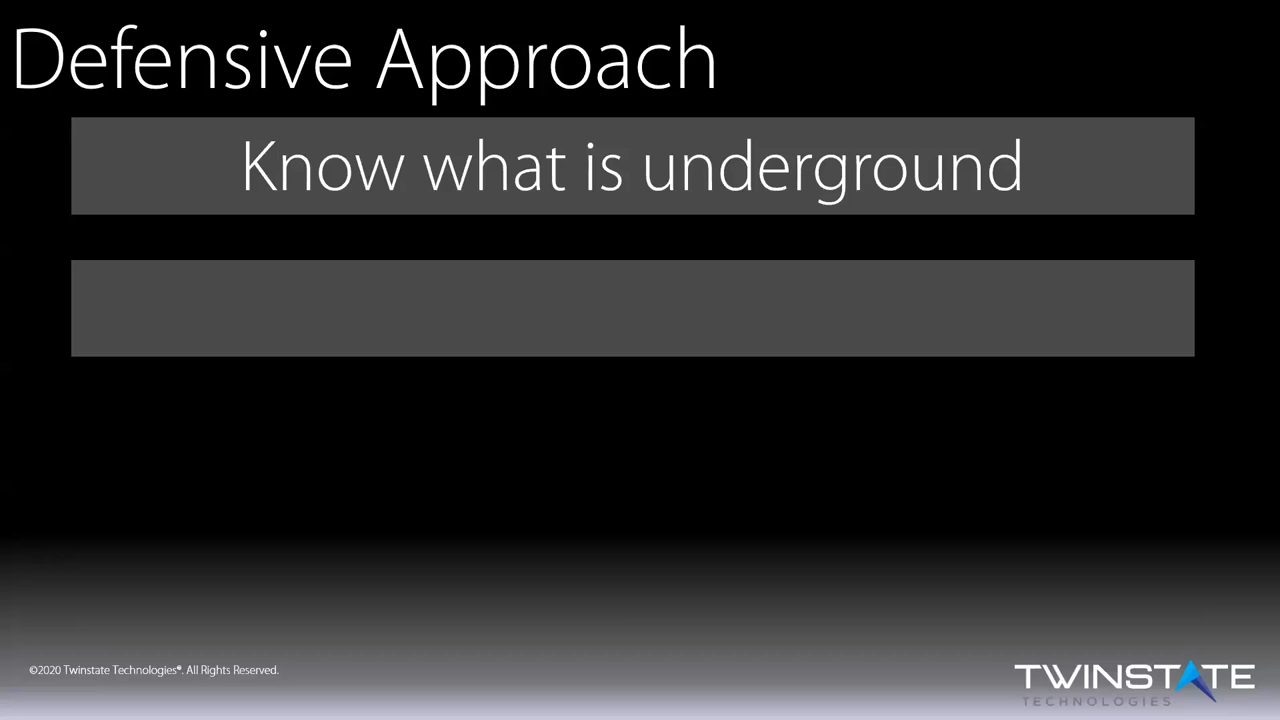 Defensive Approach
Know what is underground
©2020 Twinstate Technologies®. All Rights Reserved.
TWINSTATE
TECHNOLOGIES